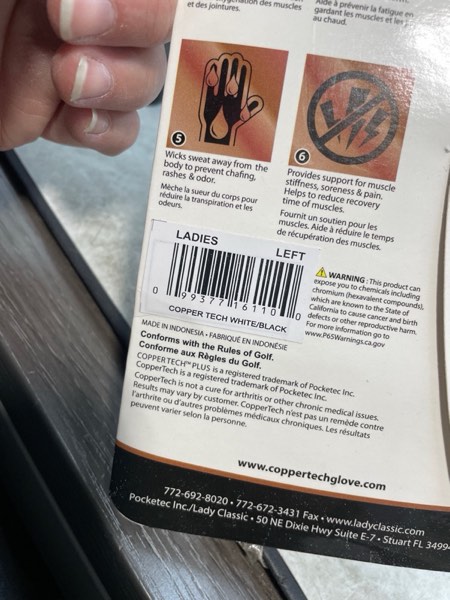 des muscles
et des jointures.
Aide à prévenir la fatigue en
gardant les muscles et les
au chaud.
5
Wicks sweat away from the
body to prevent chafing,
rashes & odor.
Mèche la sueur du corps pour
réduire la transpiration et les
odeurs.
6
Provides support for muscle
stiffness, soreness & pain.
Helps to reduce recovery
time of muscles.
Fournit un soutien pour les
muscles. Aide à réduire le temps
de récupération des muscles.
LADIES
LEFT
0 99377 16110 0
COPPER TECH WHITE/BLACK
WARNING: This product can
expose you to chemicals including
chromium (hexavalent compounds),
which are known to the State of
California to cause cancer and birth
defects or other reproductive harm.
For more information go to
www.P65Warnings.ca.gov
MADE IN INDONESIA • FABRIQUÉ EN INDONÉSIE
Conforms with the Rules of Golf.
Conforme aux Règles du Golf.
COPPERTECH™ PLUS is a registered trademark of Pocketec Inc.
CopperTech is a registered trademark of Pocketec Inc.
CopperTech is not a cure for arthritis or other chronic medical issues.
Results may vary by customer. CopperTech n'est pas un remède contre
l'arthrite ou d'autres problèmes médicaux chroniques. Les résultats
peuvent varier selon la personne.
www.coppertechglove.com
772-692-8020 • 772-672-3431 Fax • www.ladyclassic.com
Pocketec Inc./Lady Classic • 50 NE Dixie Hwy Suite E-7 • Stuart FL 3499